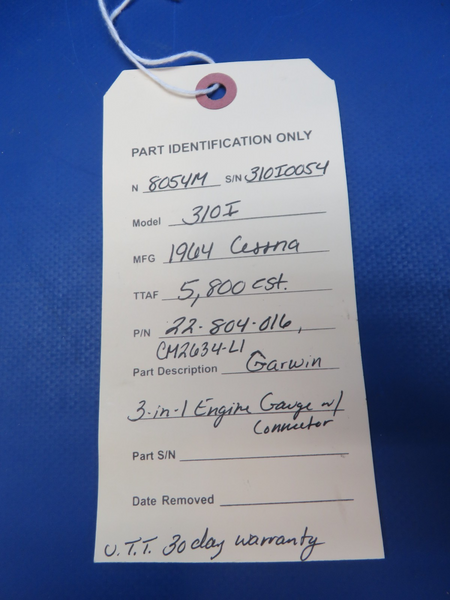 PART IDENTIFICATION ONLY
N 8054M S/N 310I0054
Model 310I
MFG 1964 Cessna
TTAF 5,800 est.
P/N 22-804-016,
CM2634-L1
Part Description Garwin
3-in-1 Engine Gauge w/
Connector
Part S/N
Date Removed
U.T.T. 30 day warranty